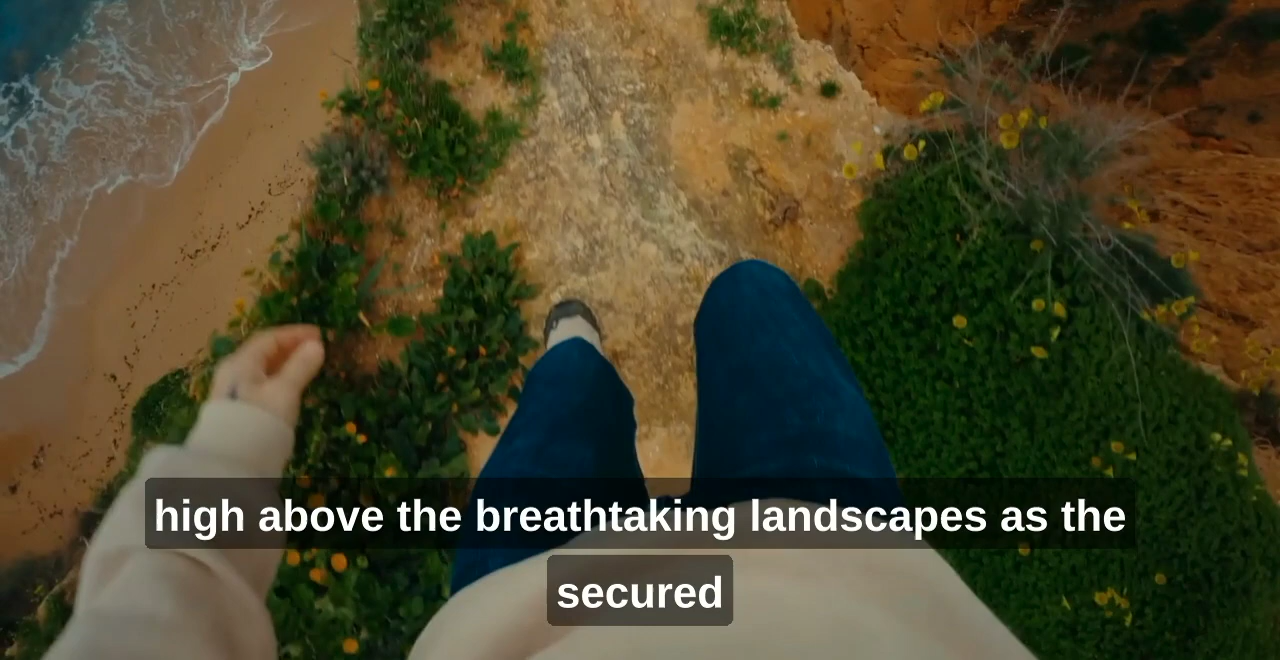 high above the breathtaking landscapes as the
secured